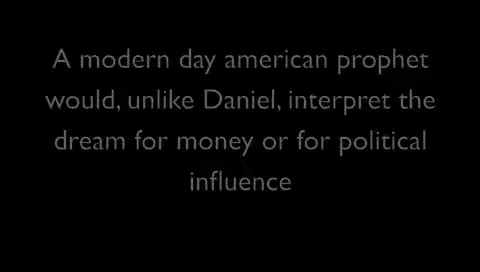 A modern day american prophet
would, unlike Daniel, interpret the
dream for money or for political
influence